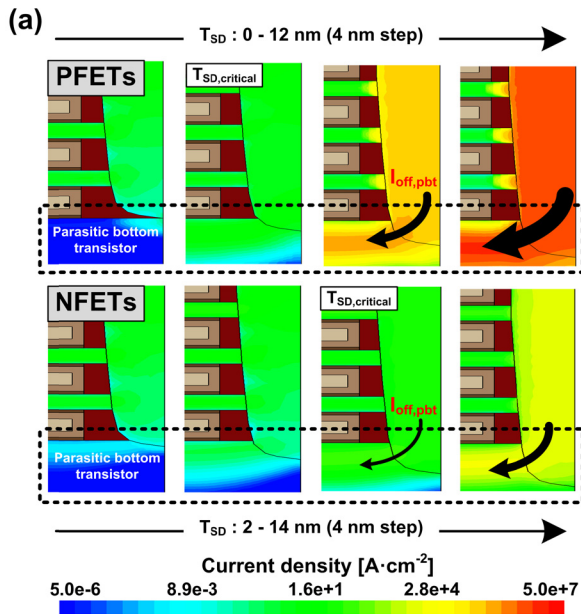 (a)
T_SD : 0 - 12 nm (4 nm step)
PFETs
T_SD,critical
I_off,pbt
Parasitic bottom
transistor
NFETs
T_SD,critical
I_off,pbt
Parasitic bottom
transistor
T_SD : 2 - 14 nm (4 nm step)
Current density [A·cm⁻²]
5.0e-6 8.9e-3 1.6e+1 2.8e+4 5.0e+7